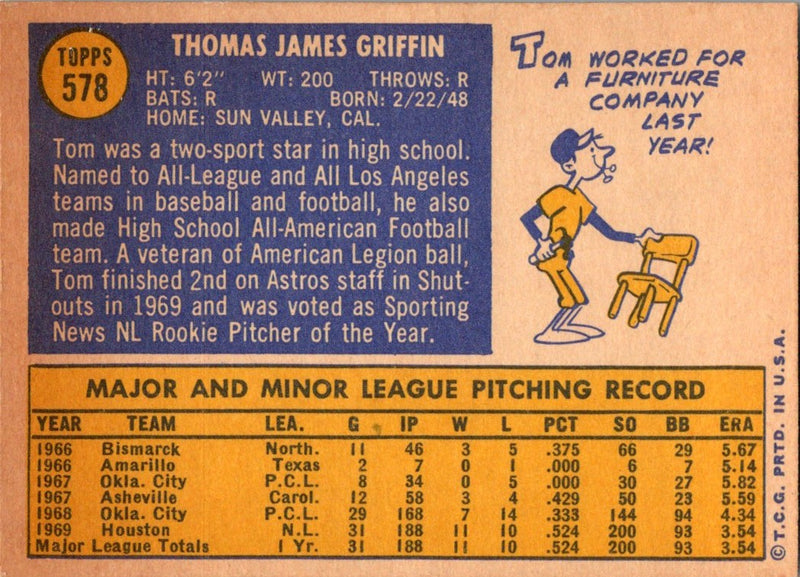 TOPPS
578
THOMAS JAMES GRIFFIN
HT: 6'2" WT: 200 THROWS: R
BATS: R BORN: 2/22/48
HOME: SUN VALLEY, CAL.
Tom was a two-sport star in high school.
Named to All-League and All Los Angeles
teams in baseball and football, he also
made High School All-American Football
team. A veteran of American Legion ball,
Tom finished 2nd on Astros staff in Shut-
outs in 1969 and was voted as Sporting
News NL Rookie Pitcher of the Year.
TOM WORKED FOR
A FURNITURE
COMPANY
LAST
YEAR!
MAJOR AND MINOR LEAGUE PITCHING RECORD
YEAR TEAM LEA. G IP W L PCT SO BB ERA
1966 Bismarck North. 11 46 3 5 .375 66 29 5.67
1966 Amarillo Texas 2 7 0 1 .000 6 7 5.14
1967 Okla. City P.C.L. 8 34 0 5 .000 30 27 5.82
1967 Asheville Carol. 12 58 3 4 .429 50 23 5.59
1968 Okla. City P.C.L. 29 168 7 14 .333 144 94 4.34
1969 Houston N.L. 31 188 11 10 .524 200 93 3.54
Major League Totals 1 Yr. 31 188 11 10 .524 200 93 3.54
© T.C.G. PRTD. IN U.S.A.